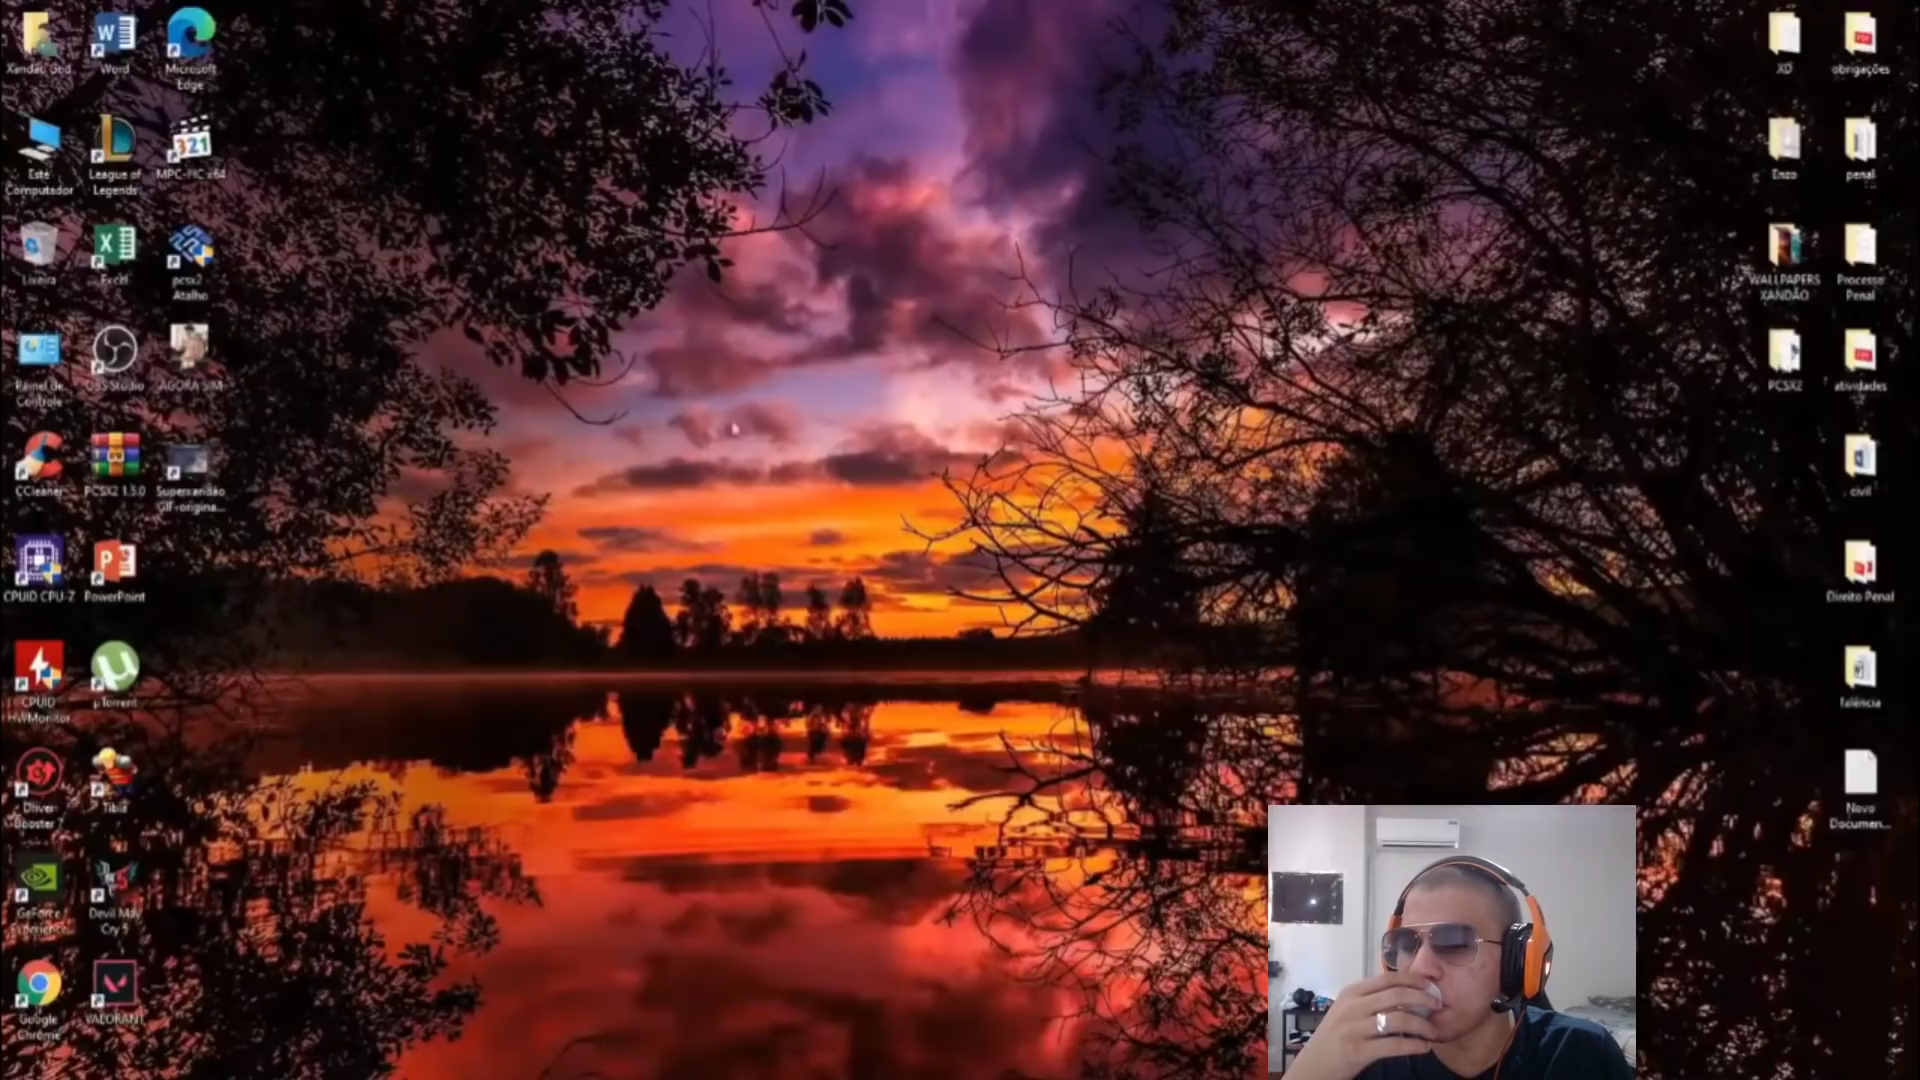 Xandão God
Word
Microsoft
Edge
Este
Computador
League of
Legends
MPC-HC x64
321
Lixeira
Excel
pcsx2 -
Atalho
Painel de
Controle
OBS Studio
AGORA SIM
CCleaner
PCSX2 1.5.0
Superxandao
GIF-origina...
CPUID CPU-Z
PowerPoint
CPUID
HWMonitor
µTorrent
Driver
Booster 7
Tibia
GeForce
Experience
Devil May
Cry 5
Google
Chrome
VALORANT
XD
obrigações
Enzo
penal
WALLPAPERS
XANDÃO
Processo
Penal
PCSX2
atividades
civil
Direito Penal
falência
Novo
Documen...